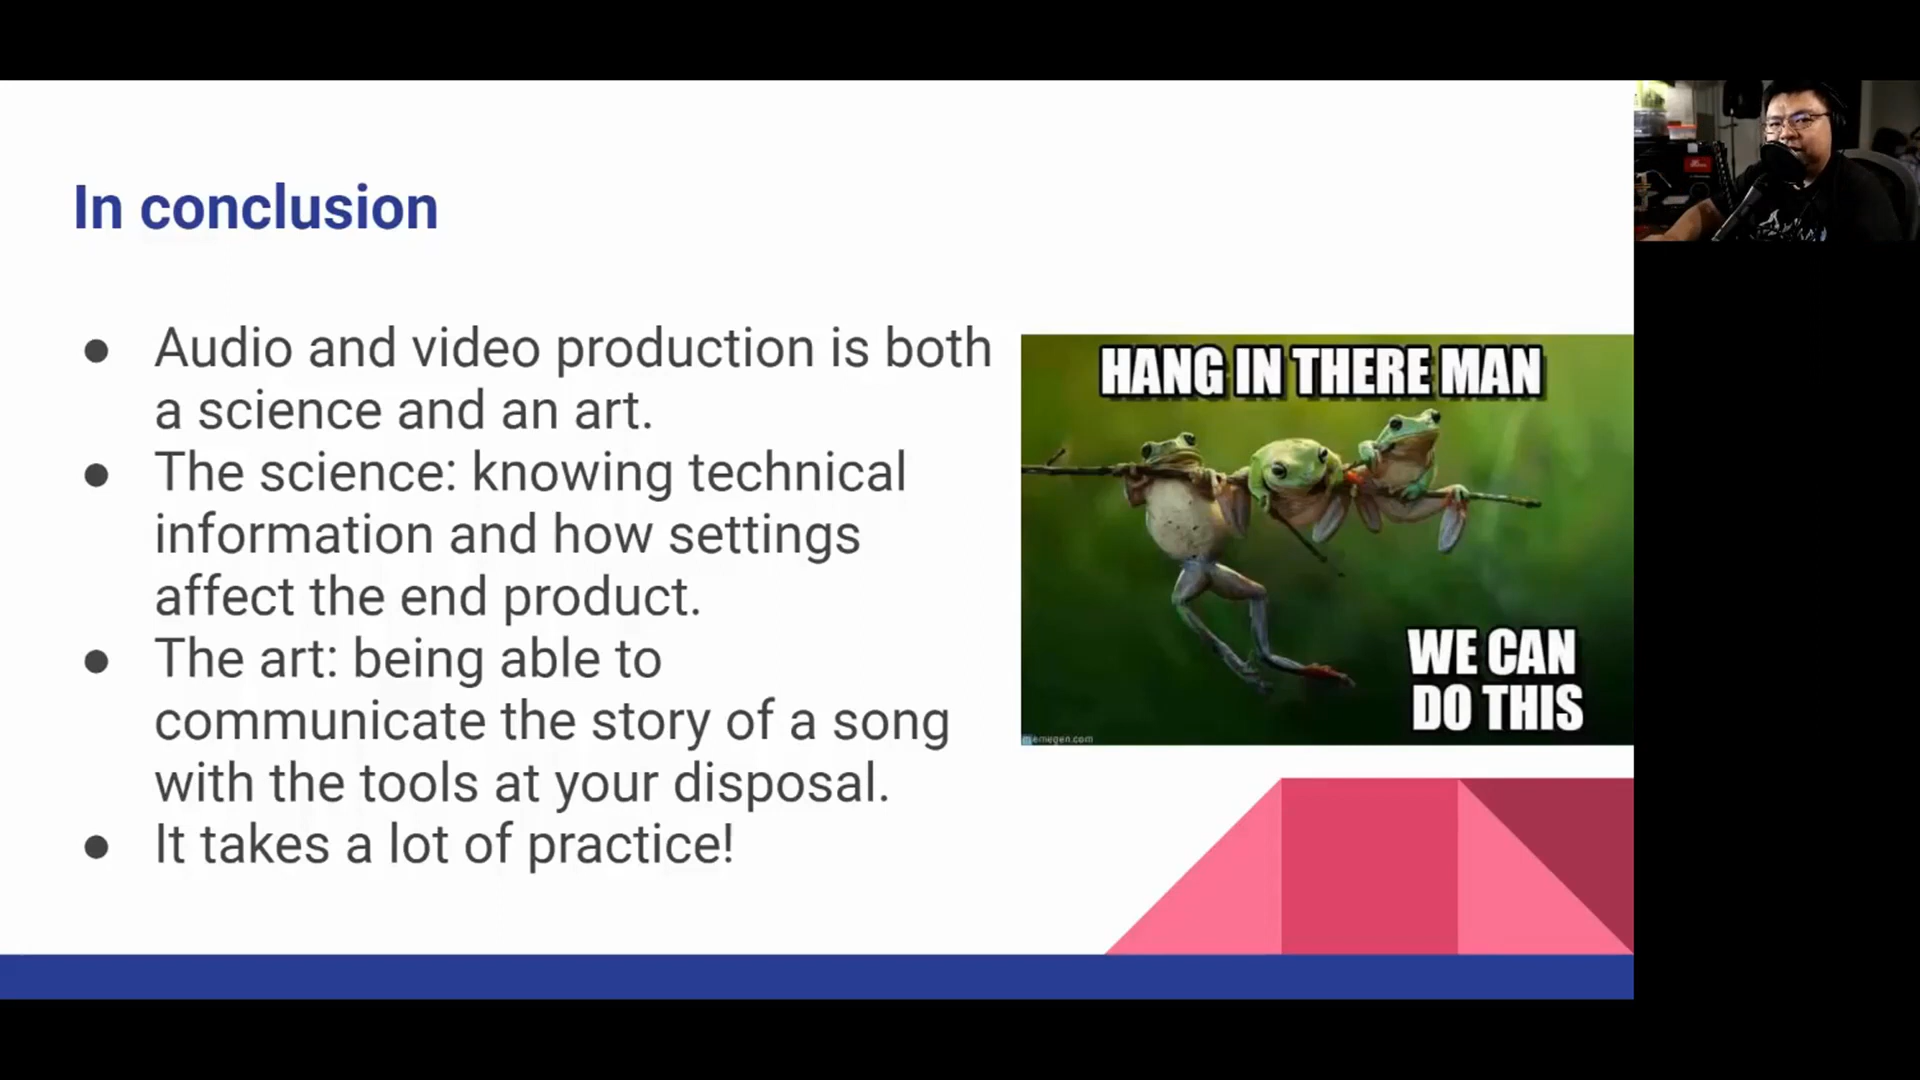 In conclusion
● Audio and video production is both
a science and an art.
● The science: knowing technical
information and how settings
affect the end product.
● The art: being able to
communicate the story of a song
with the tools at your disposal.
● It takes a lot of practice!
HANG IN THERE MAN
WE CAN
DO THIS
memegen.com